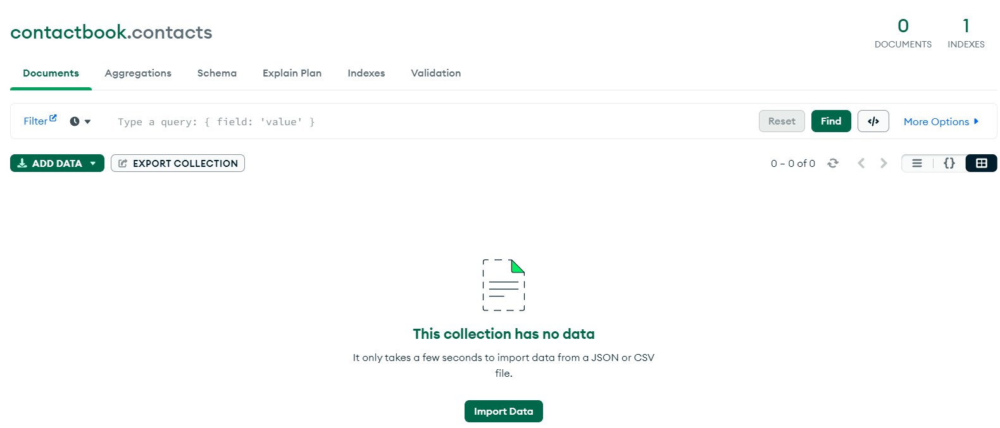 contactbook.contacts
0
DOCUMENTS
1
INDEXES
Documents Aggregations Schema Explain Plan Indexes Validation
Filter Type a query: { field: 'value' } Reset Find </> More Options
ADD DATA EXPORT COLLECTION 0 – 0 of 0 {}
This collection has no data
It only takes a few seconds to import data from a JSON or CSV
file.
Import Data